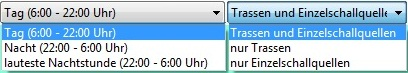 Tag (6:00 - 22:00 Uhr)
Tag (6:00 - 22:00 Uhr)
Nacht (22:00 - 6:00 Uhr)
lauteste Nachtstunde (22:00 - 6:00 Uhr)
Trassen und Einzelschallquelle
Trassen und Einzelschallquellen
nur Trassen
nur Einzelschallquellen